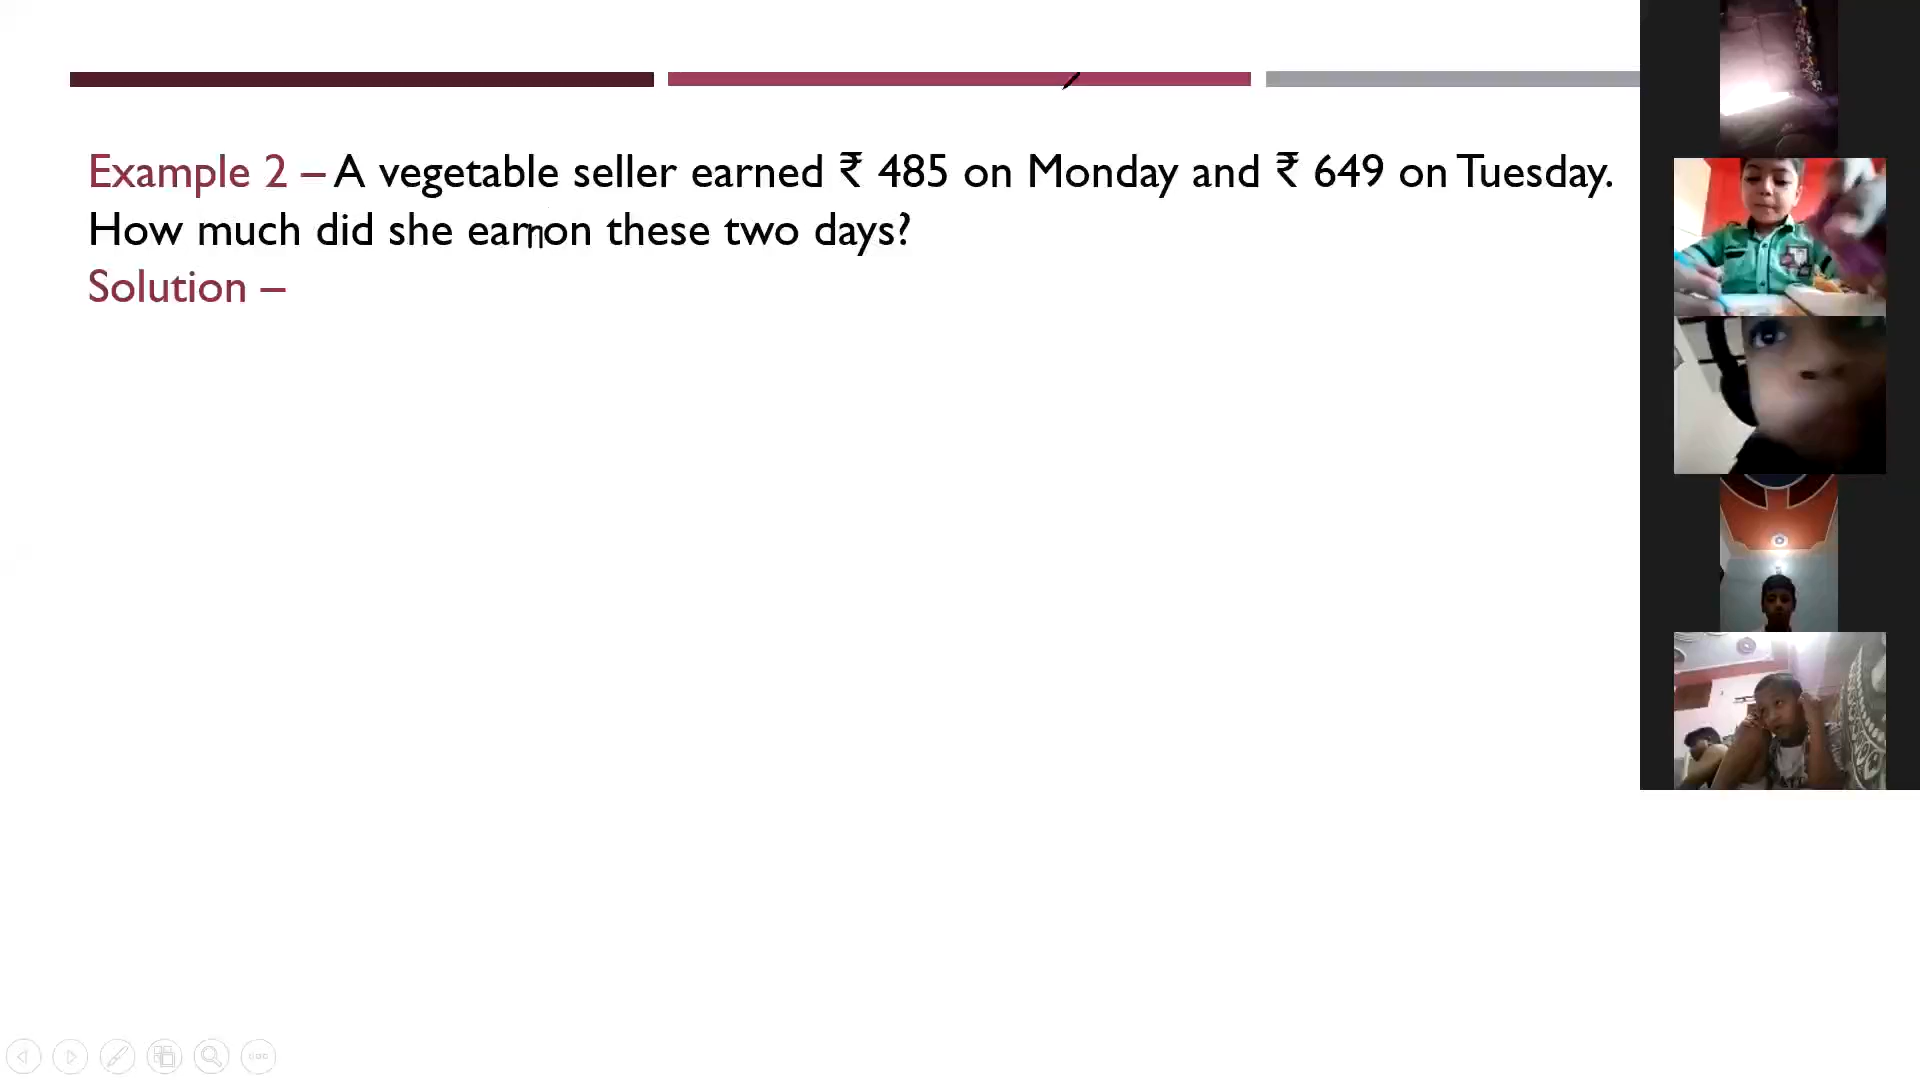 Example 2 – A vegetable seller earned ₹ 485 on Monday and ₹ 649 on Tuesday.
How much did she earn on these two days?
Solution –